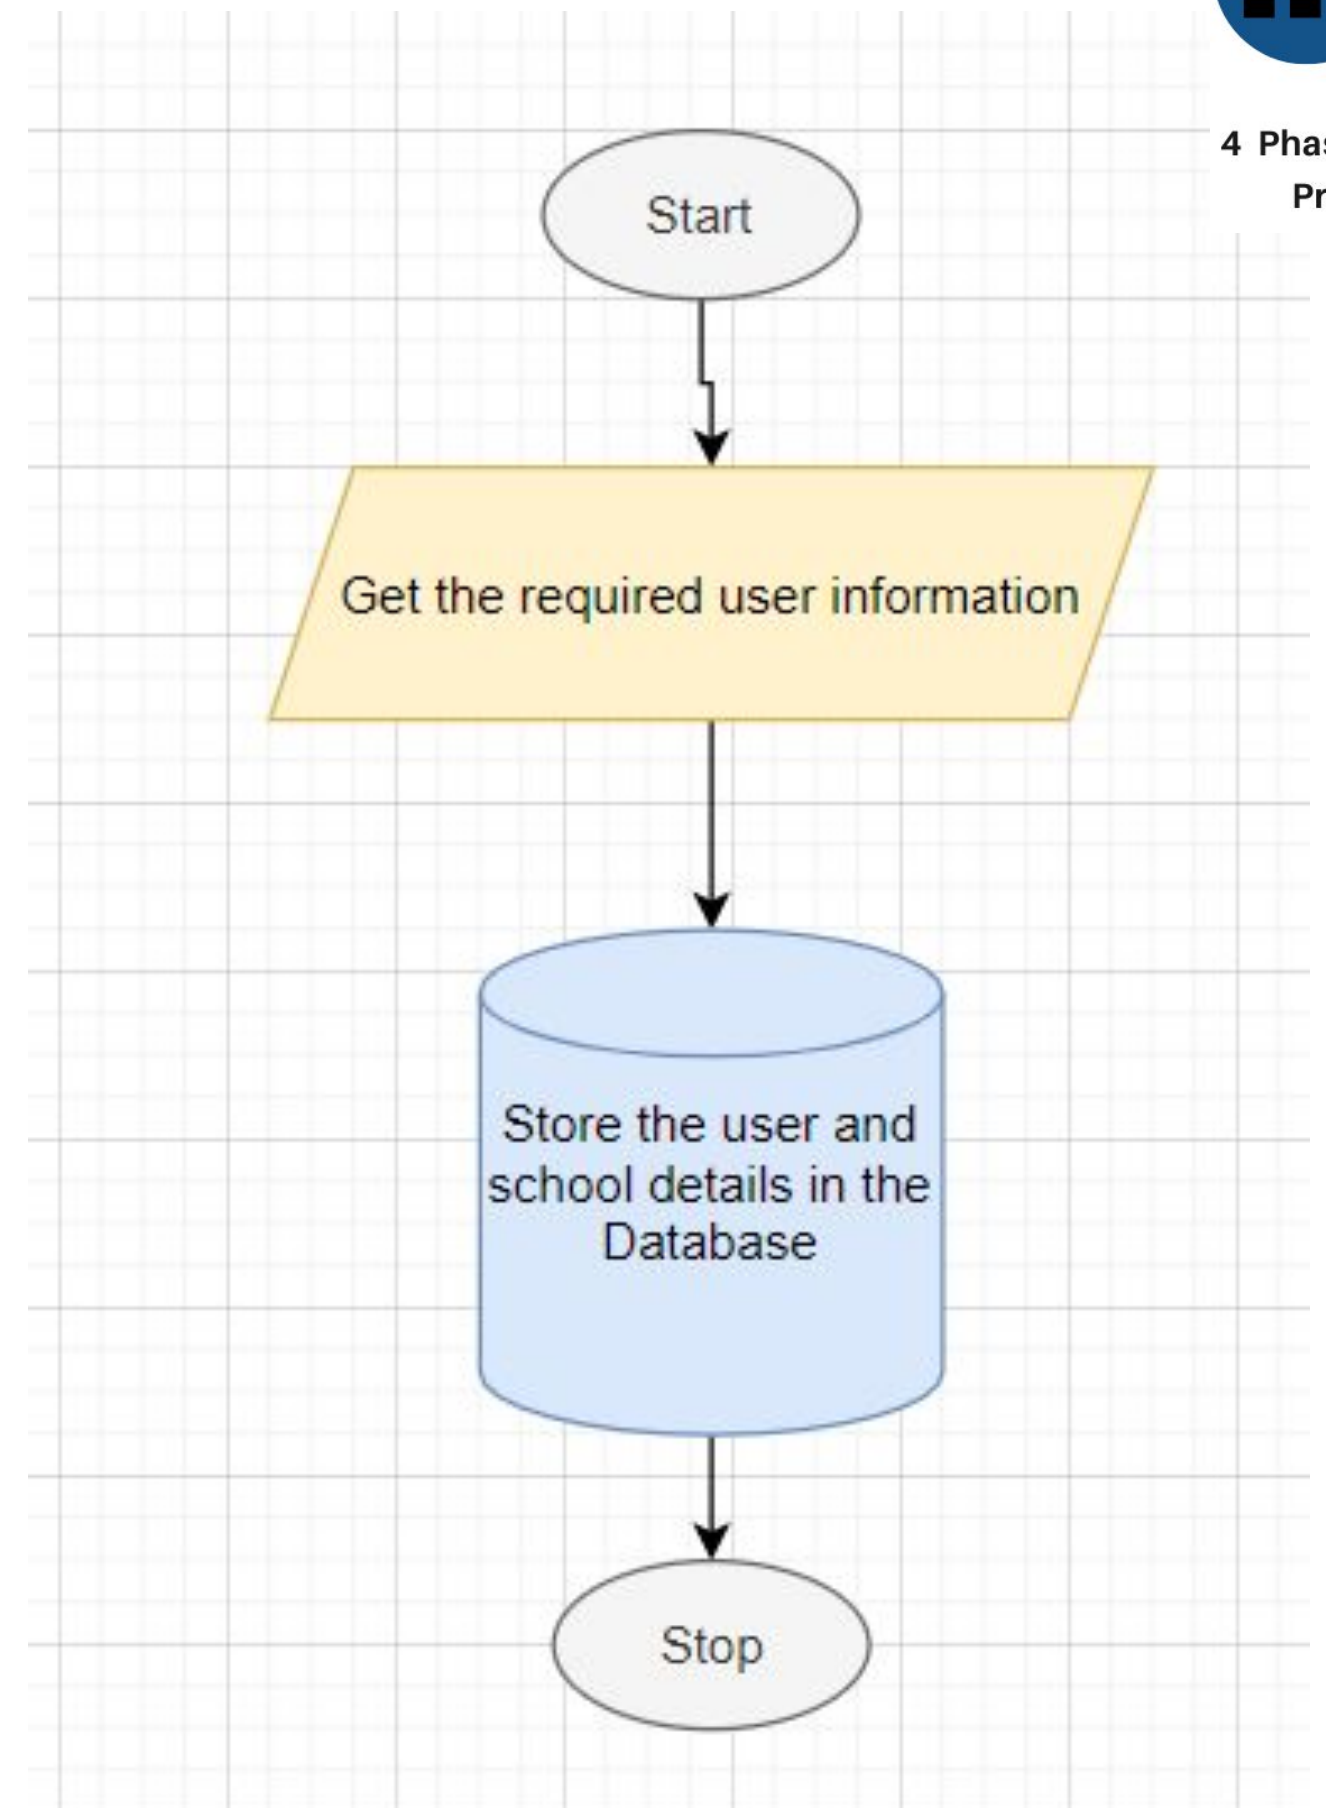 4 Phas
Pr
Start
Get the required user information
Store the user and
school details in the
Database
Stop